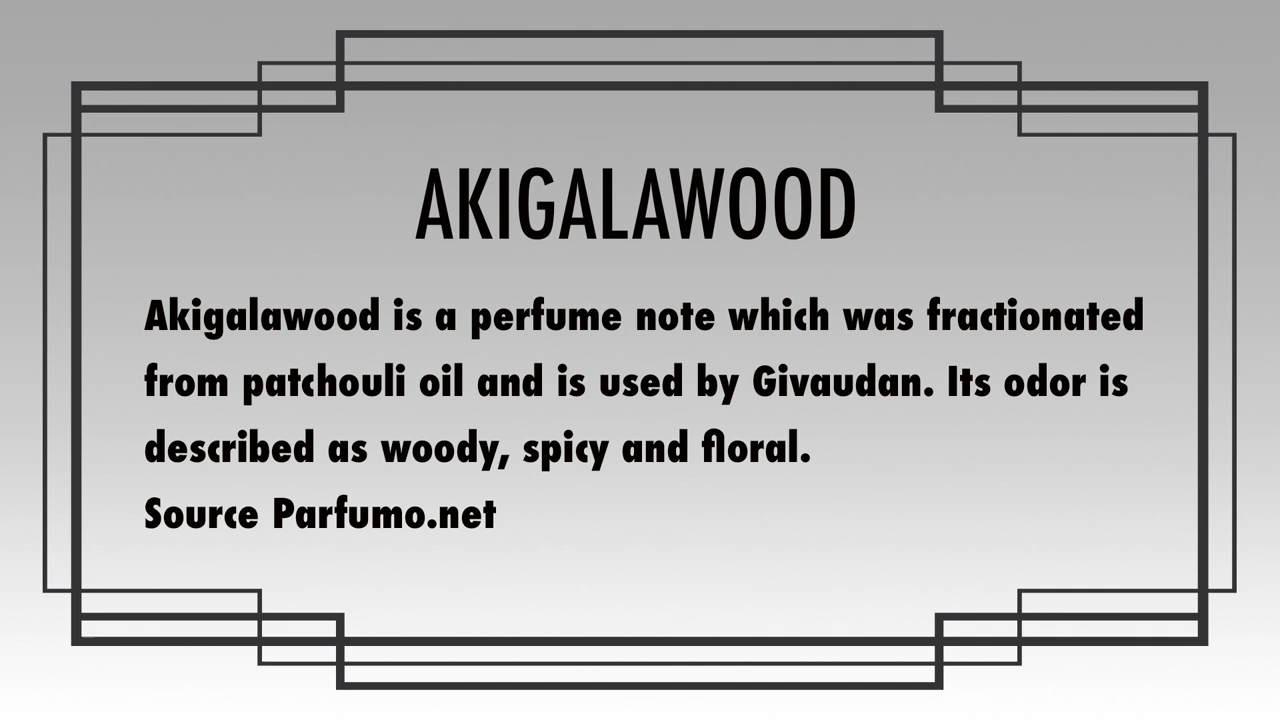 AKIGALAWOOD
Akigalawood is a perfume note which was fractionated
from patchouli oil and is used by Givaudan. Its odor is
described as woody, spicy and floral.
Source Parfumo.net